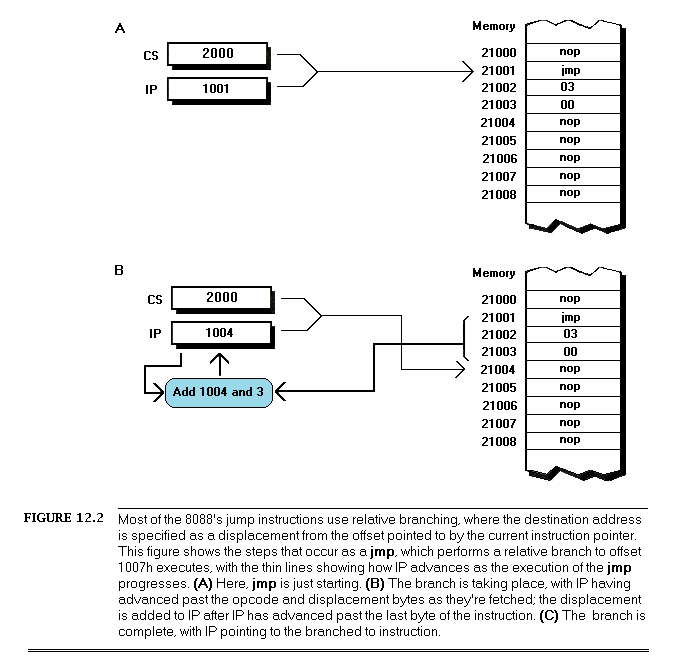 A
Memory
CS 2000
IP 1001
21000 nop
21001 jmp
21002 03
21003 00
21004 nop
21005 nop
21006 nop
21007 nop
21008 nop
B
Memory
CS 2000
IP 1004
Add 1004 and 3
21000 nop
21001 jmp
21002 03
21003 00
21004 nop
21005 nop
21006 nop
21007 nop
21008 nop
FIGURE 12.2 Most of the 8088's jump instructions use relative branching, where the destination address
is specified as a displacement from the offset pointed to by the current instruction pointer.
This figure shows the steps that occur as a jmp, which performs a relative branch to offset
1007h executes, with the thin lines showing how IP advances as the execution of the jmp
progresses. (A) Here, jmp is just starting. (B) The branch is taking place, with IP having
advanced past the opcode and displacement bytes as they're fetched; the displacement
is added to IP after IP has advanced past the last byte of the instruction. (C) The branch is
complete, with IP pointing to the branched to instruction.